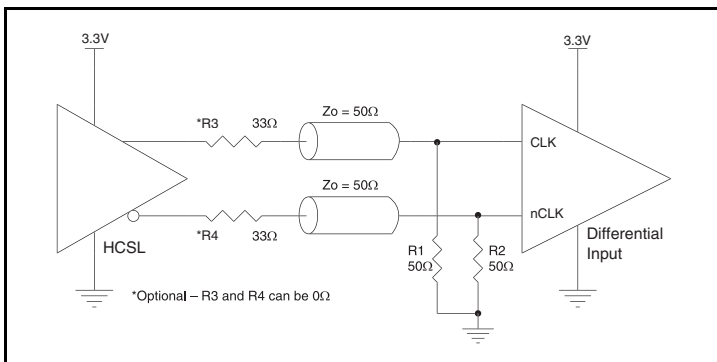 3.3V
3.3V
*R3 33Ω
Zo = 50Ω
CLK
Zo = 50Ω
nCLK
*R4 33Ω
HCSL
R1
50Ω
R2
50Ω
Differential
Input
*Optional – R3 and R4 can be 0Ω